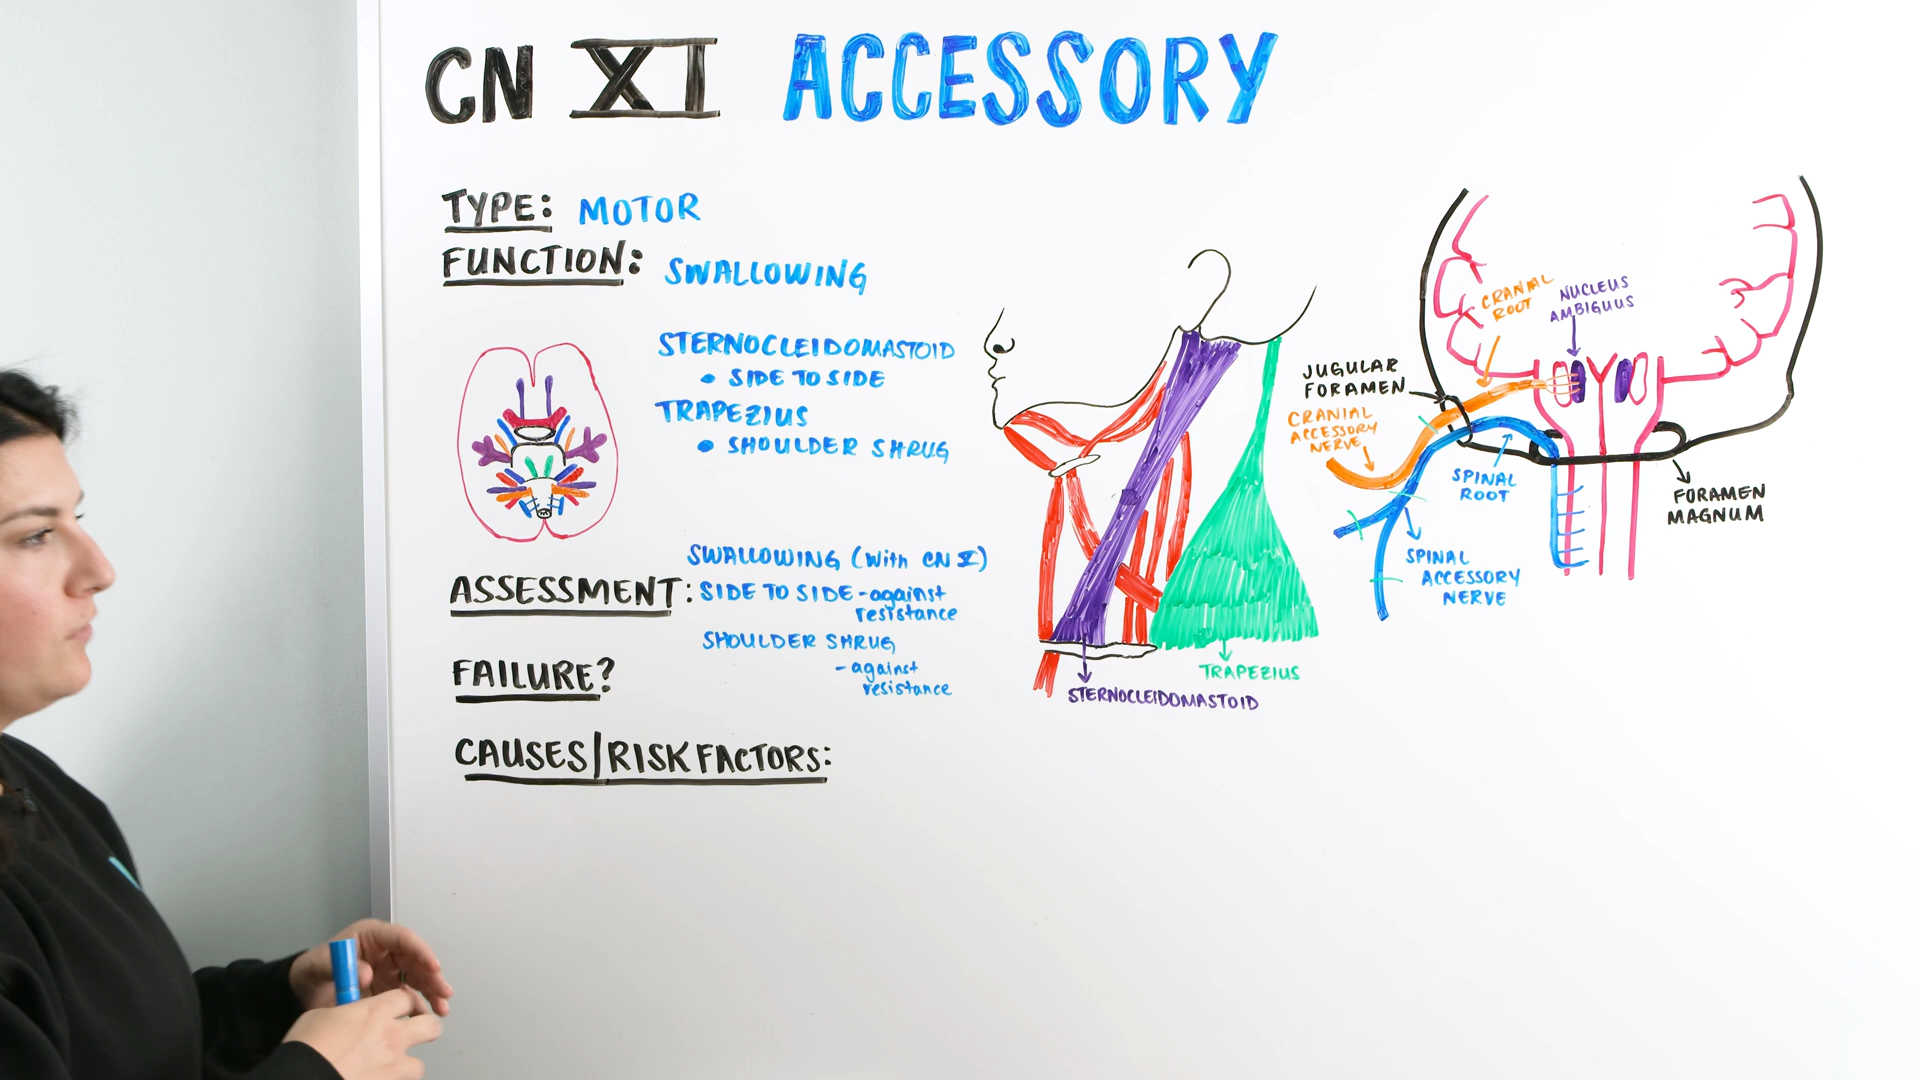 CN XI ACCESSORY
TYPE: MOTOR
FUNCTION: SWALLOWING
STERNOCLEIDOMASTOID
• SIDE TO SIDE
TRAPEZIUS
• SHOULDER SHRUG
SWALLOWING (with CN X)
ASSESSMENT: SIDE TO SIDE - against
resistance
SHOULDER SHRUG
- against
resistance
FAILURE?
CAUSES/RISK FACTORS:
STERNOCLEIDOMASTOID
TRAPEZIUS
CRANIAL
ROOT
NUCLEUS
AMBIGUUS
JUGULAR
FORAMEN
CRANIAL
ACCESSORY
NERVE
SPINAL
ROOT
SPINAL
ACCESSORY
NERVE
FORAMEN
MAGNUM